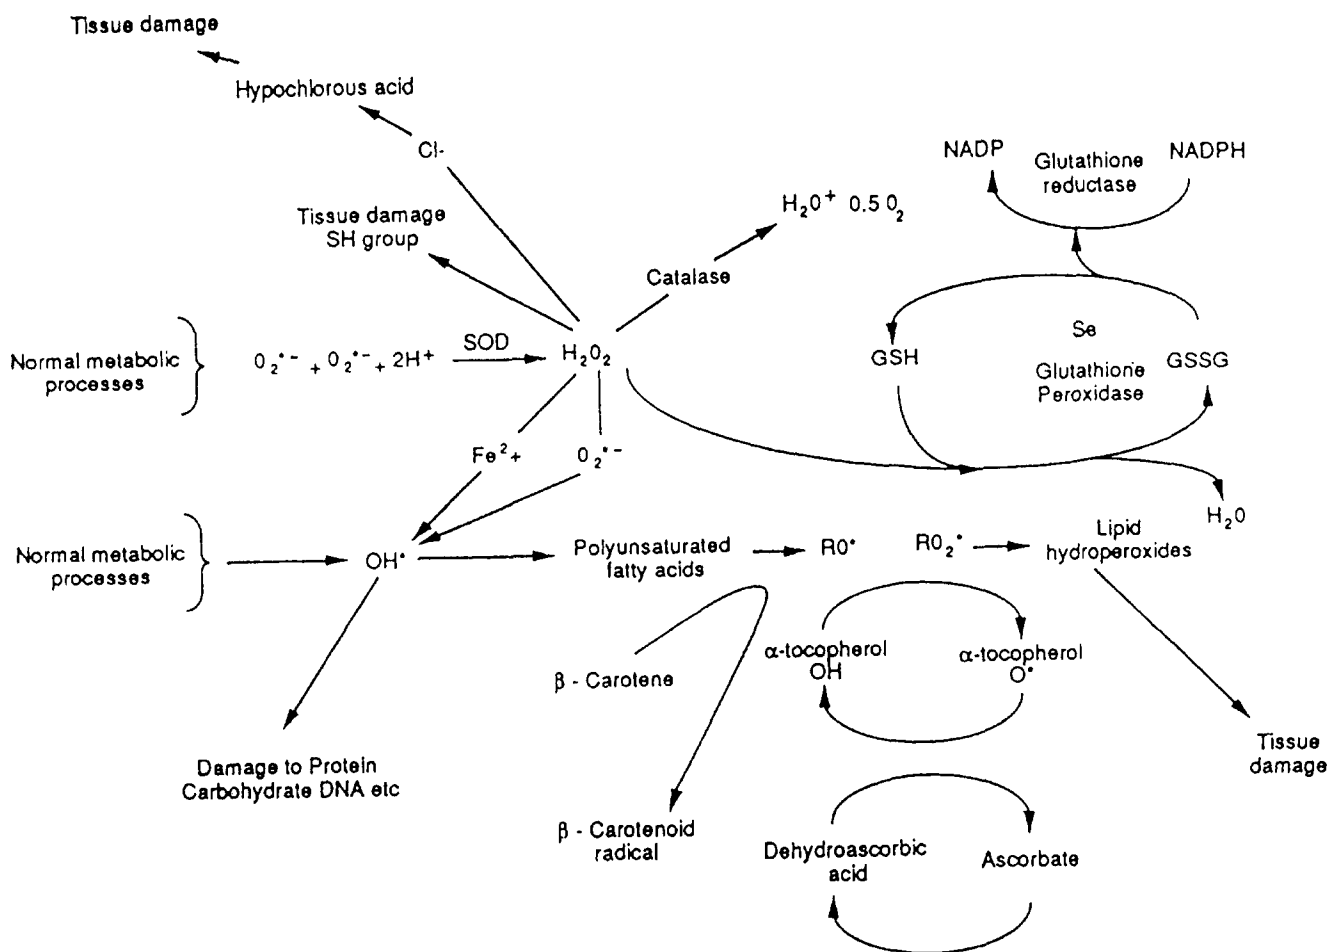 Tissue damage
Hypochlorous acid
Cl-
NADP
Glutathione
reductase
NADPH
H₂O⁺ 0.5 O₂
Tissue damage
SH group
Catalase
Normal metabolic
processes
O₂•⁻ + O₂•⁻ + 2H⁺
SOD
H₂O₂
GSH
Se
Glutathione
Peroxidase
GSSG
Fe²+
O₂•⁻
H₂O
Normal metabolic
processes
OH•
Polyunsaturated
fatty acids
RO•
RO₂•
Lipid
hydroperoxides
α-tocopherol
OH
α-tocopherol
O•
β - Carotene
Tissue
damage
Damage to Protein
Carbohydrate DNA etc
β - Carotenoid
radical
Dehydroascorbic
acid
Ascorbate